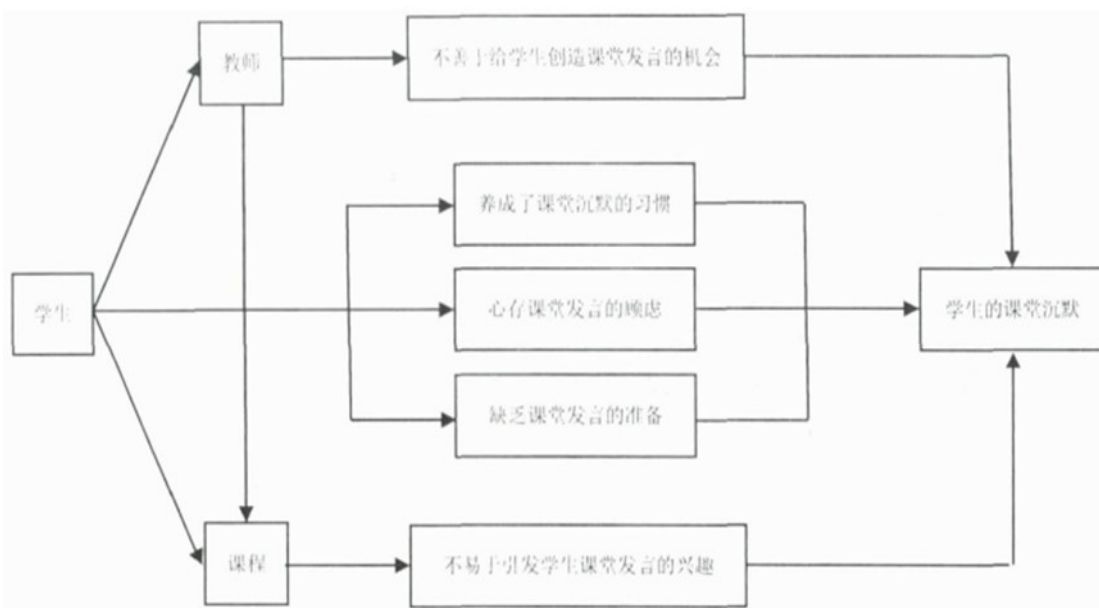 教师
不善于给学生创造课堂发言的机会
养成了课堂沉默的习惯
学生
心存课堂发言的顾虑
学生的课堂沉默
缺乏课堂发言的准备
课程
不易于引发学生课堂发言的兴趣